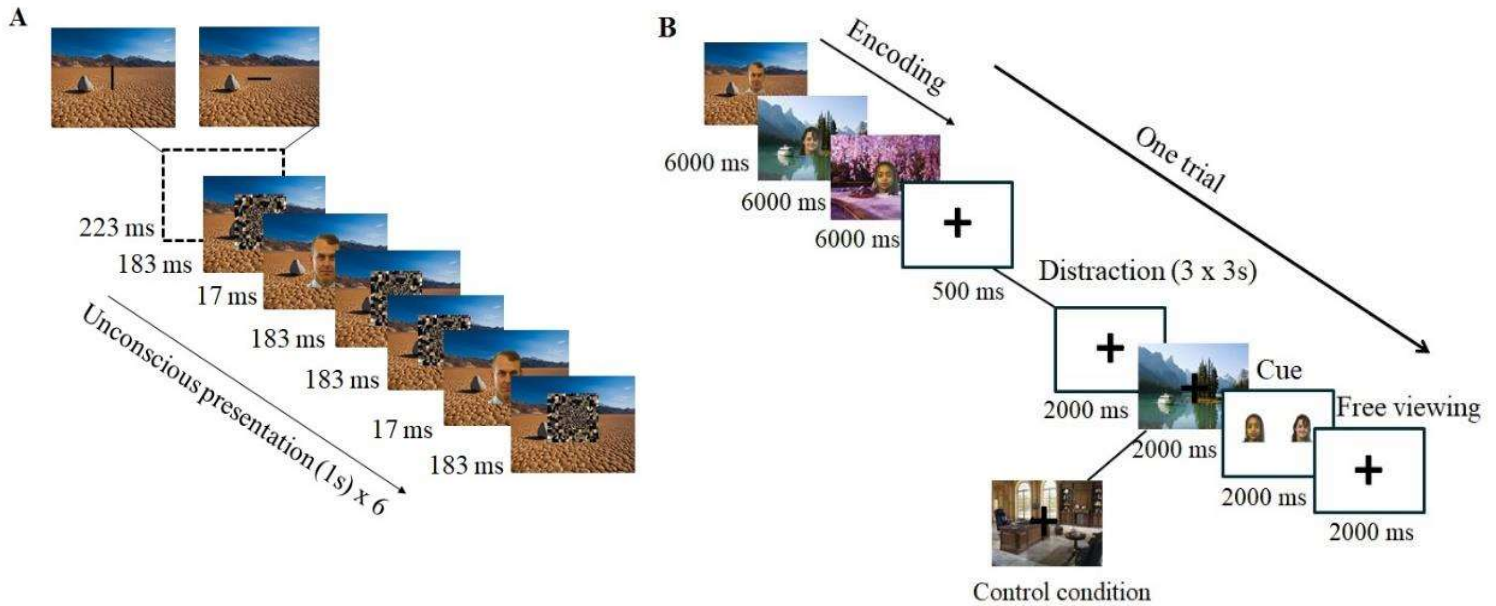 A
223 ms
183 ms
17 ms
183 ms
183 ms
17 ms
183 ms
Unconscious presentation (1s) x 6
B
Encoding
6000 ms
6000 ms
6000 ms
500 ms
One trial
Distraction (3 x 3s)
2000 ms
Cue
2000 ms
Free viewing
2000 ms
2000 ms
Control condition